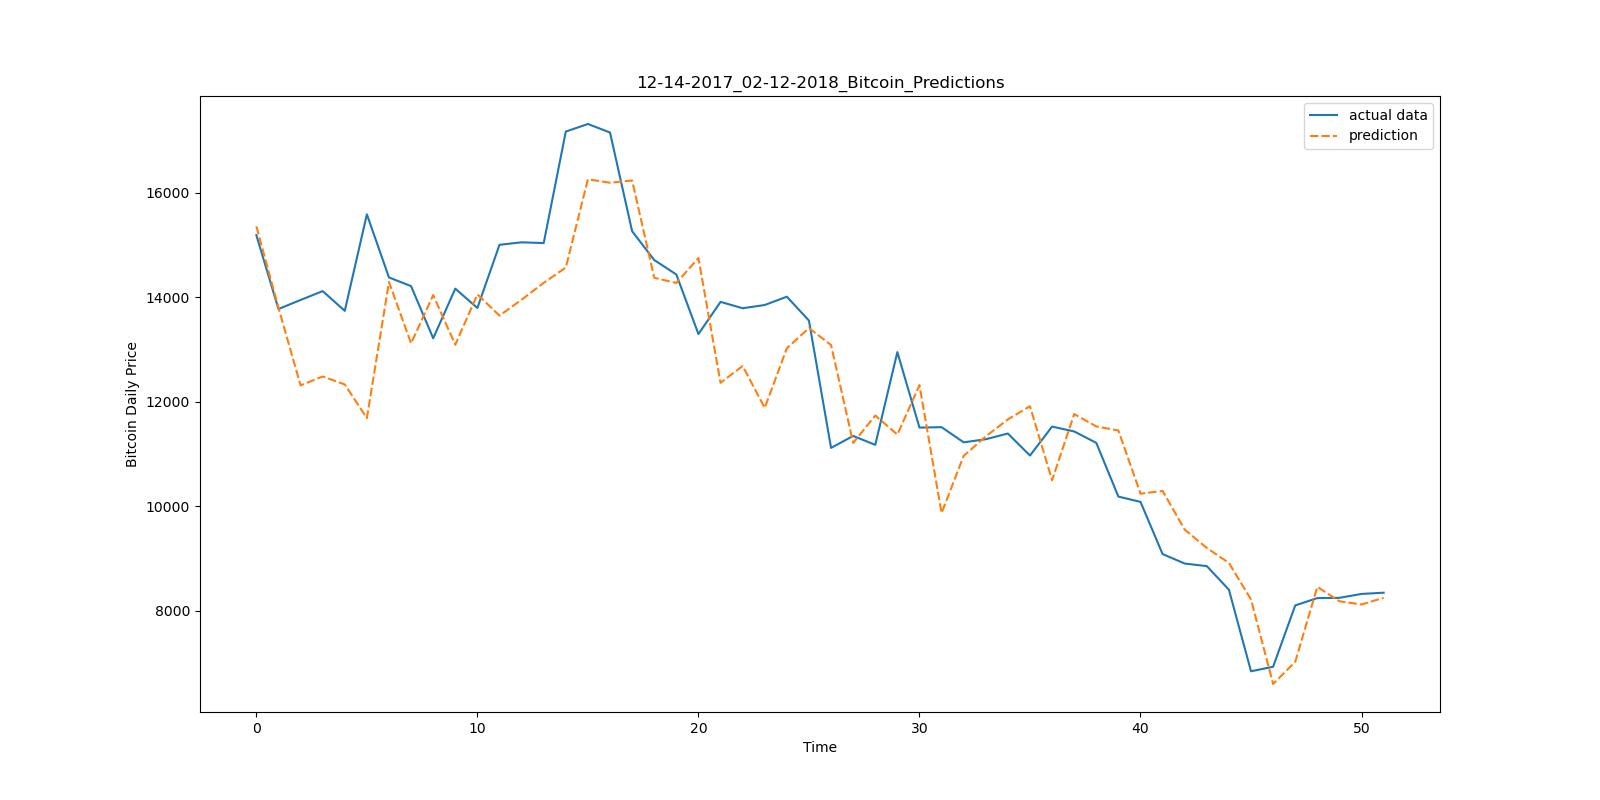 12-14-2017_02-12-2018_Bitcoin_Predictions
actual data
prediction
Bitcoin Daily Price
16000
14000
12000
10000
8000
0 10 20 30 40 50
Time